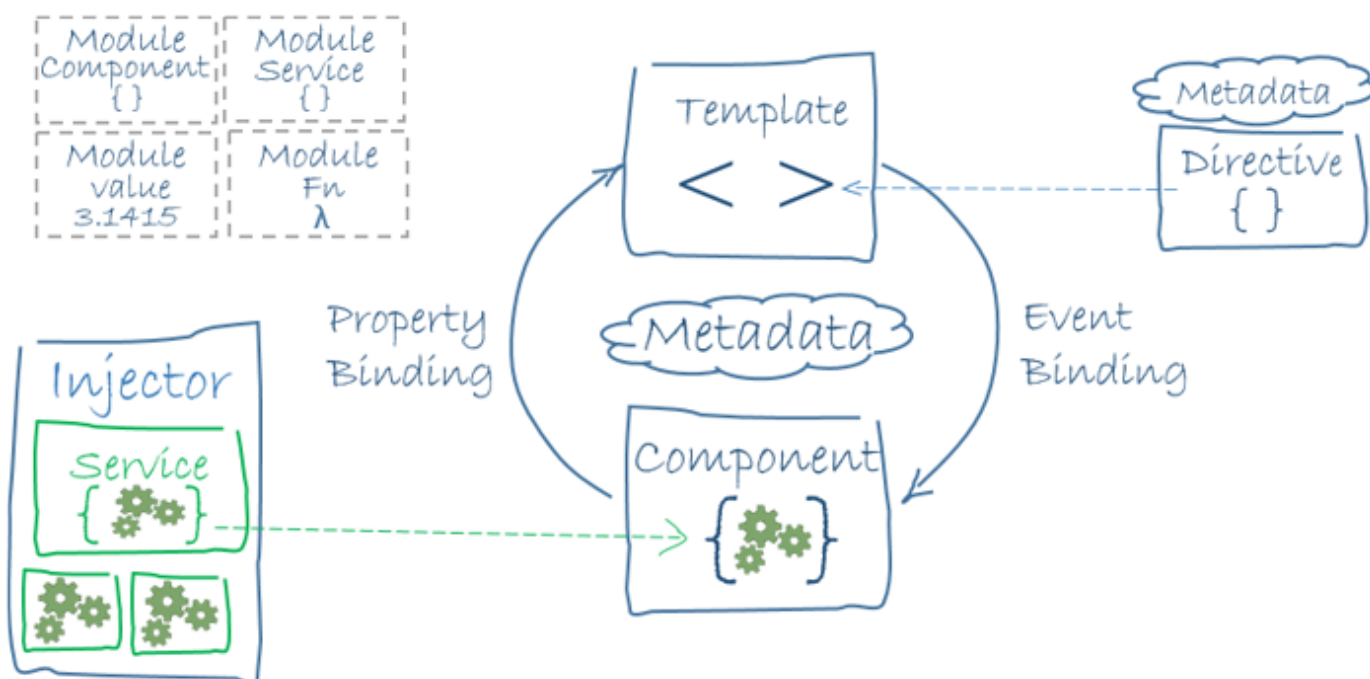 Module
Component
{ }
Module
Service
{ }
Module
value
3.1415
Module
Fn
λ
Template
< >
Metadata
Directive
{ }
Property
Binding
Metadata
Event
Binding
Injector
Service
{ }
Component
{ }